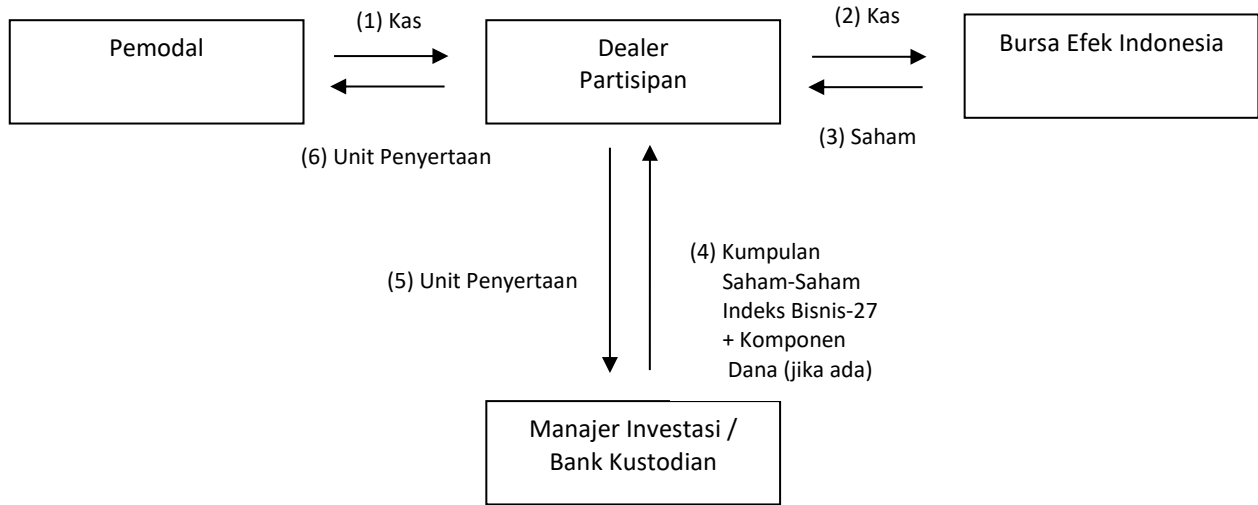 (1) Kas
(2) Kas
Pemodal
Dealer
Partisipan
Bursa Efek Indonesia
(6) Unit Penyertaan
(3) Saham
(5) Unit Penyertaan
(4) Kumpulan
Saham-Saham
Indeks Bisnis-27
+ Komponen
Dana (jika ada)
Manajer Investasi /
Bank Kustodian